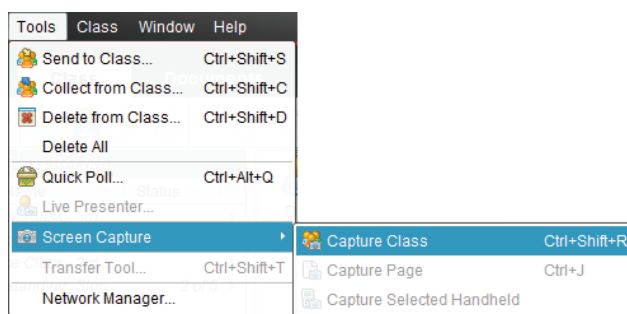 Tools Class Window Help
Send to Class... Ctrl+Shift+S
Collect from Class... Ctrl+Shift+C
Delete from Class... Ctrl+Shift+D
Delete All
Quick Poll... Ctrl+Alt+Q
Live Presenter...
Screen Capture
Capture Class Ctrl+Shift+R
Transfer Tool... Ctrl+Shift+T
Capture Page Ctrl+J
Network Manager...
Capture Selected Handheld